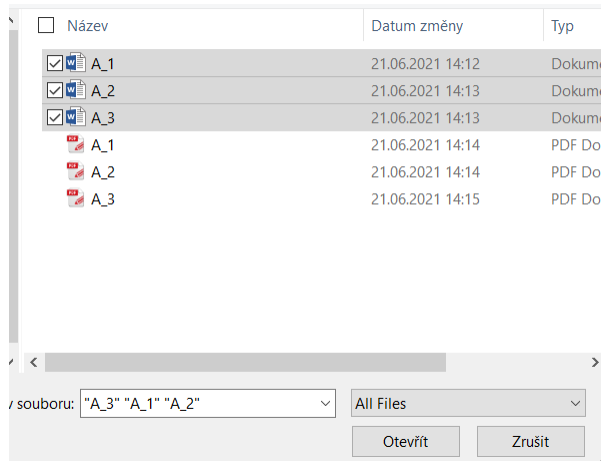 Název Datum změny Typ
A_1 21.06.2021 14:12 Dokume
A_2 21.06.2021 14:13 Dokume
A_3 21.06.2021 14:13 Dokume
A_1 21.06.2021 14:14 PDF Do
A_2 21.06.2021 14:14 PDF Do
A_3 21.06.2021 14:15 PDF Do
v souboru: "A_3" "A_1" "A_2" All Files
Otevřít Zrušit